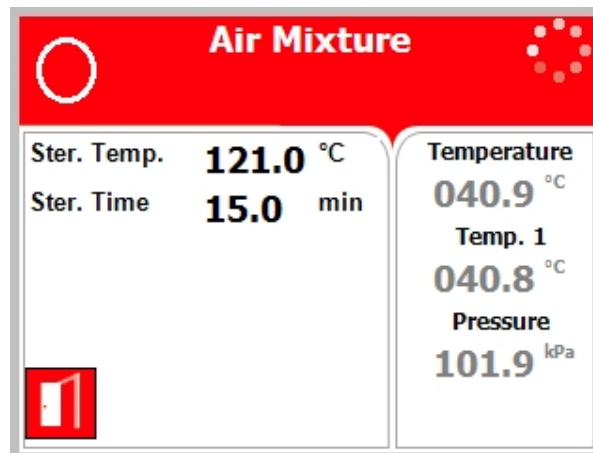 Air Mixture
Ster. Temp. 121.0 °C
Ster. Time 15.0 min
Temperature
040.9 °C
Temp. 1
040.8 °C
Pressure
101.9 kPa